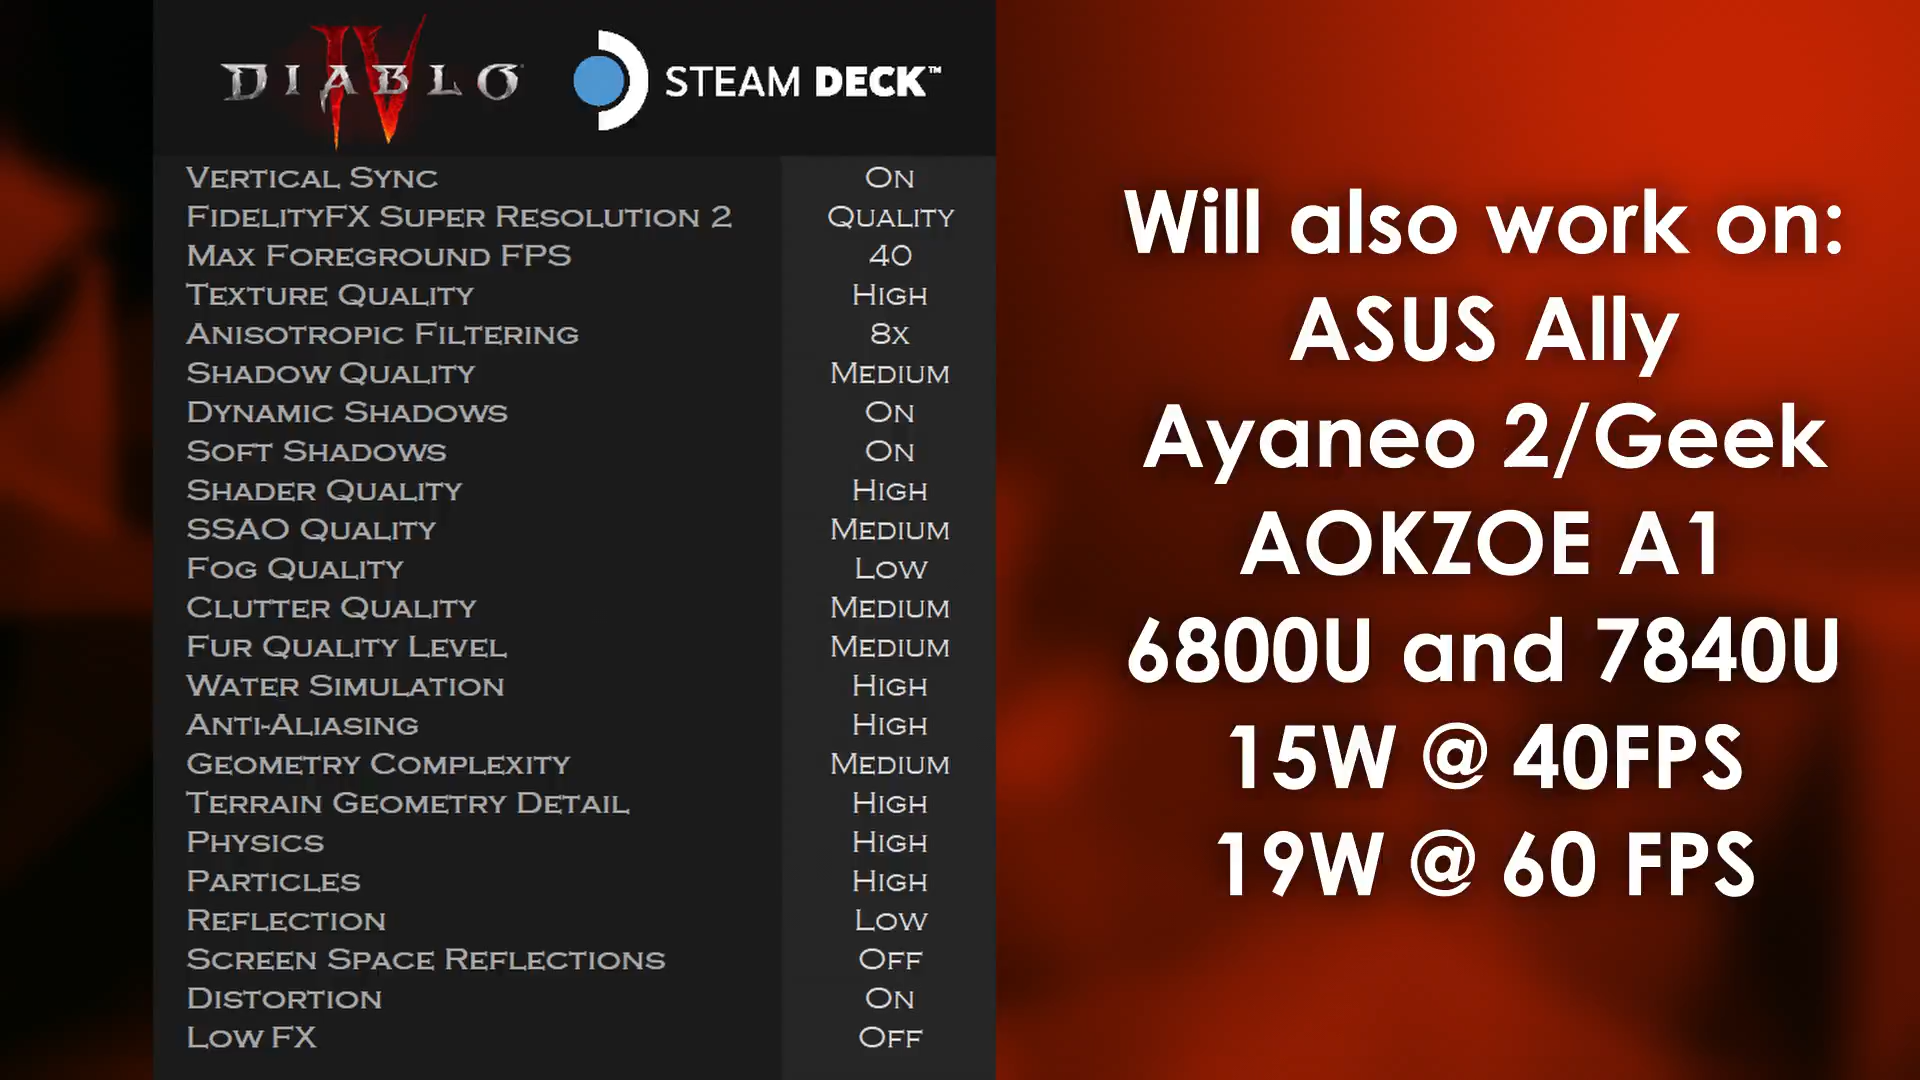 DIABLO IV
STEAM DECK™
VERTICAL SYNC ON
FIDELITYFX SUPER RESOLUTION 2 QUALITY
MAX FOREGROUND FPS 40
TEXTURE QUALITY HIGH
ANISOTROPIC FILTERING 8X
SHADOW QUALITY MEDIUM
DYNAMIC SHADOWS ON
SOFT SHADOWS ON
SHADER QUALITY HIGH
SSAO QUALITY MEDIUM
FOG QUALITY LOW
CLUTTER QUALITY MEDIUM
FUR QUALITY LEVEL MEDIUM
WATER SIMULATION HIGH
ANTI-ALIASING HIGH
GEOMETRY COMPLEXITY MEDIUM
TERRAIN GEOMETRY DETAIL HIGH
PHYSICS HIGH
PARTICLES HIGH
REFLECTION LOW
SCREEN SPACE REFLECTIONS OFF
DISTORTION ON
LOW FX OFF
Will also work on:
ASUS Ally
Ayaneo 2/Geek
AOKZOE A1
6800U and 7840U
15W @ 40FPS
19W @ 60 FPS